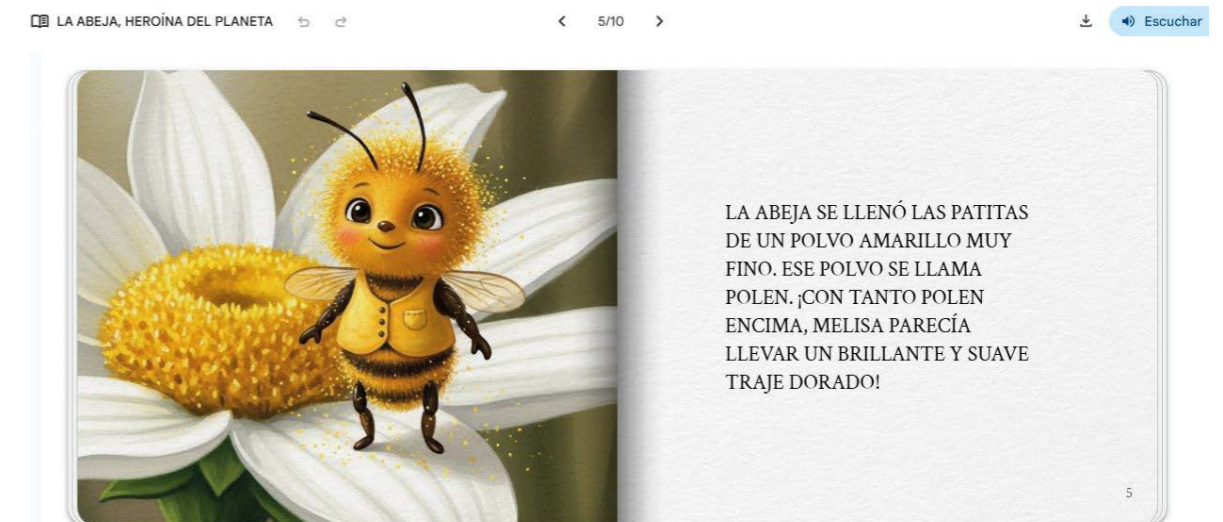 LA ABEJA, HEROÍNA DEL PLANETA
5/10
Escuchar
LA ABEJA SE LLENÓ LAS PATITAS
DE UN POLVO AMARILLO MUY
FINO. ESE POLVO SE LLAMA
POLEN. ¡CON TANTO POLEN
ENCIMA, MELISA PARECÍA
LLEVAR UN BRILLANTE Y SUAVE
TRAJE DORADO!
5